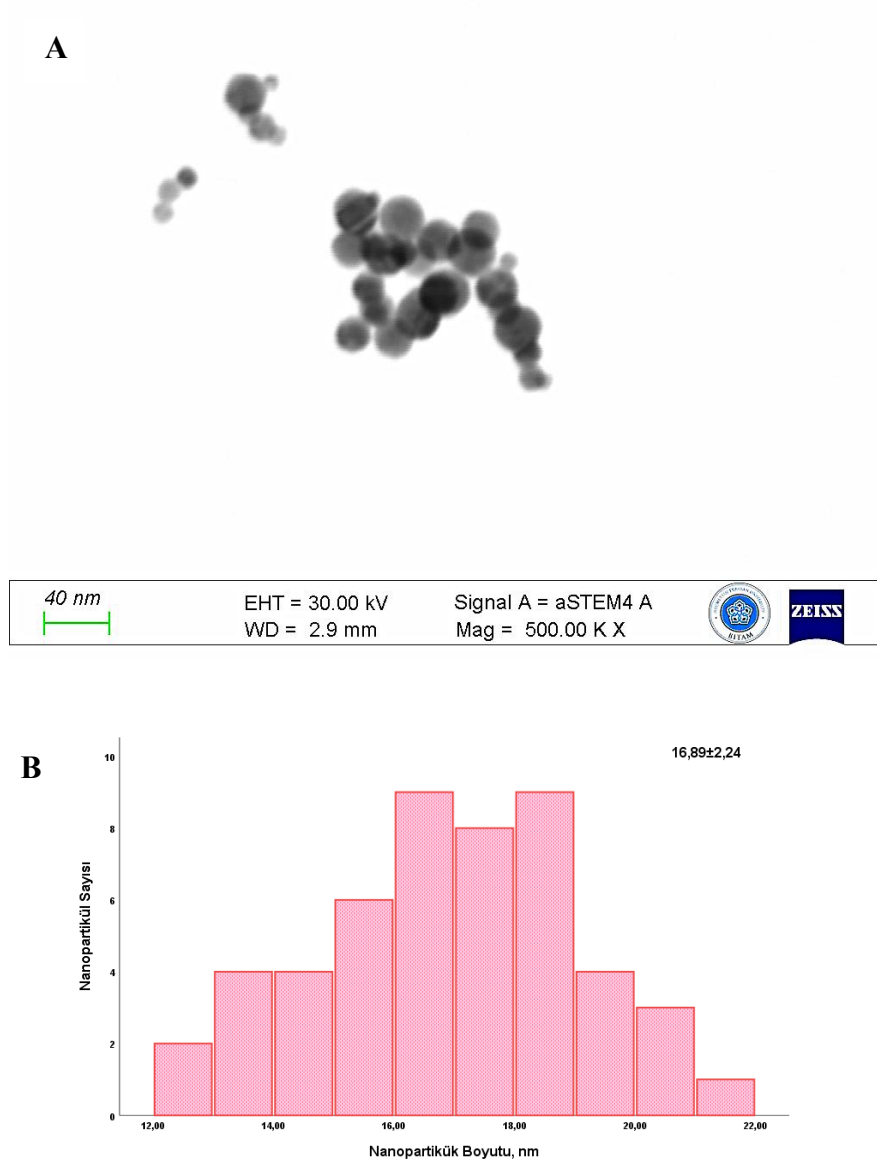 A
40 nm
EHT = 30.00 kV
Signal A = aSTEM4 A
WD = 2.9 mm
Mag = 500.00 K X
BITAM
ZEISS
B
16,89±2,24
Nanopartikül Sayısı
10
8
6
4
2
0
12,00 14,00 16,00 18,00 20,00 22,00
Nanopartikük Boyutu, nm